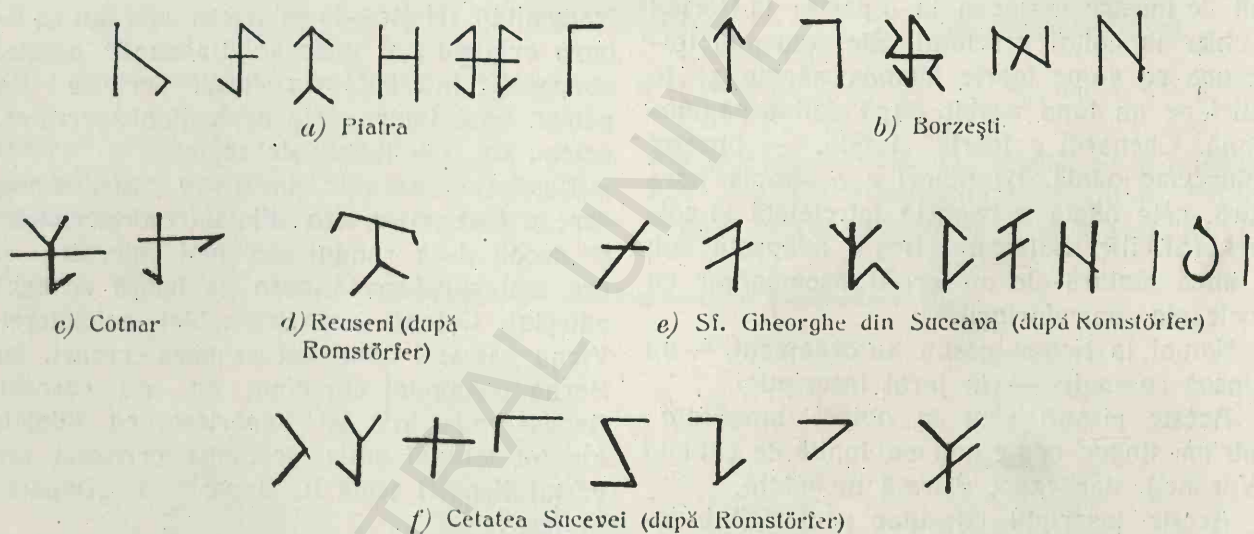 a) Piatra
b) Borzești
c) Cotnar
d) Reuseni (după
Romstörfer)
e) Sf. Gheorghe din Suceava (după Romstörfer)
f) Cetatea Sucevei (după Romstörfer)